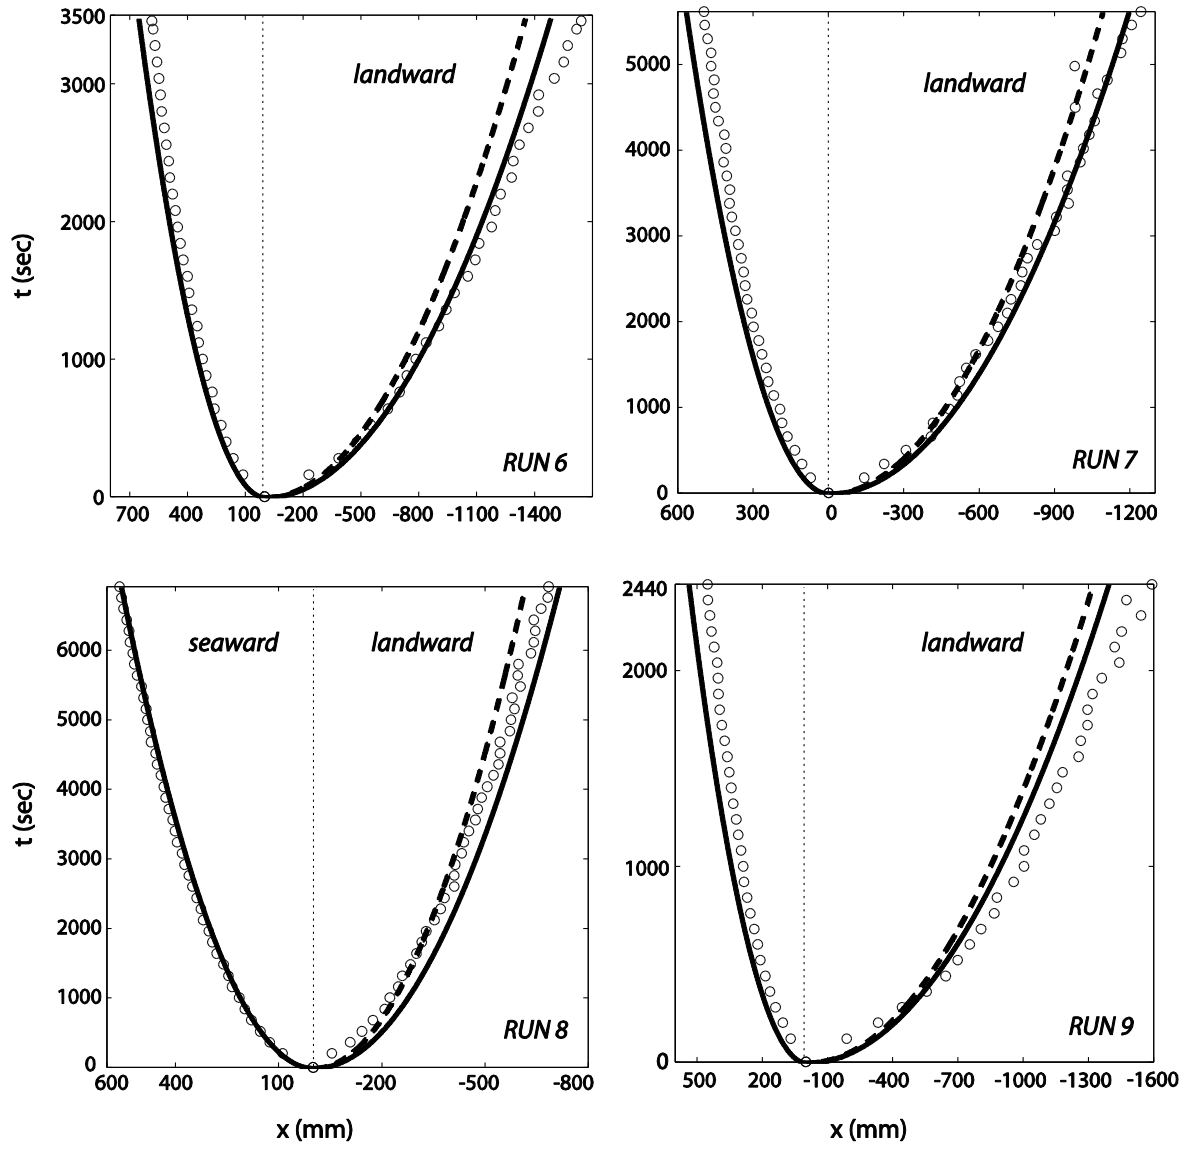 3500
3000
2000
1000
0
t (sec)
landward
RUN 6
700 400 100 -200 -500 -800 -1100 -1400
5000
4000
3000
2000
1000
0
landward
RUN 7
600 300 0 -300 -600 -900 -1200
6000
5000
4000
3000
2000
1000
0
t (sec)
seaward landward
RUN 8
600 400 100 -200 -500 -800
x (mm)
2440
2000
1000
0
landward
RUN 9
500 200 -100 -400 -700 -1000 -1300 -1600
x (mm)